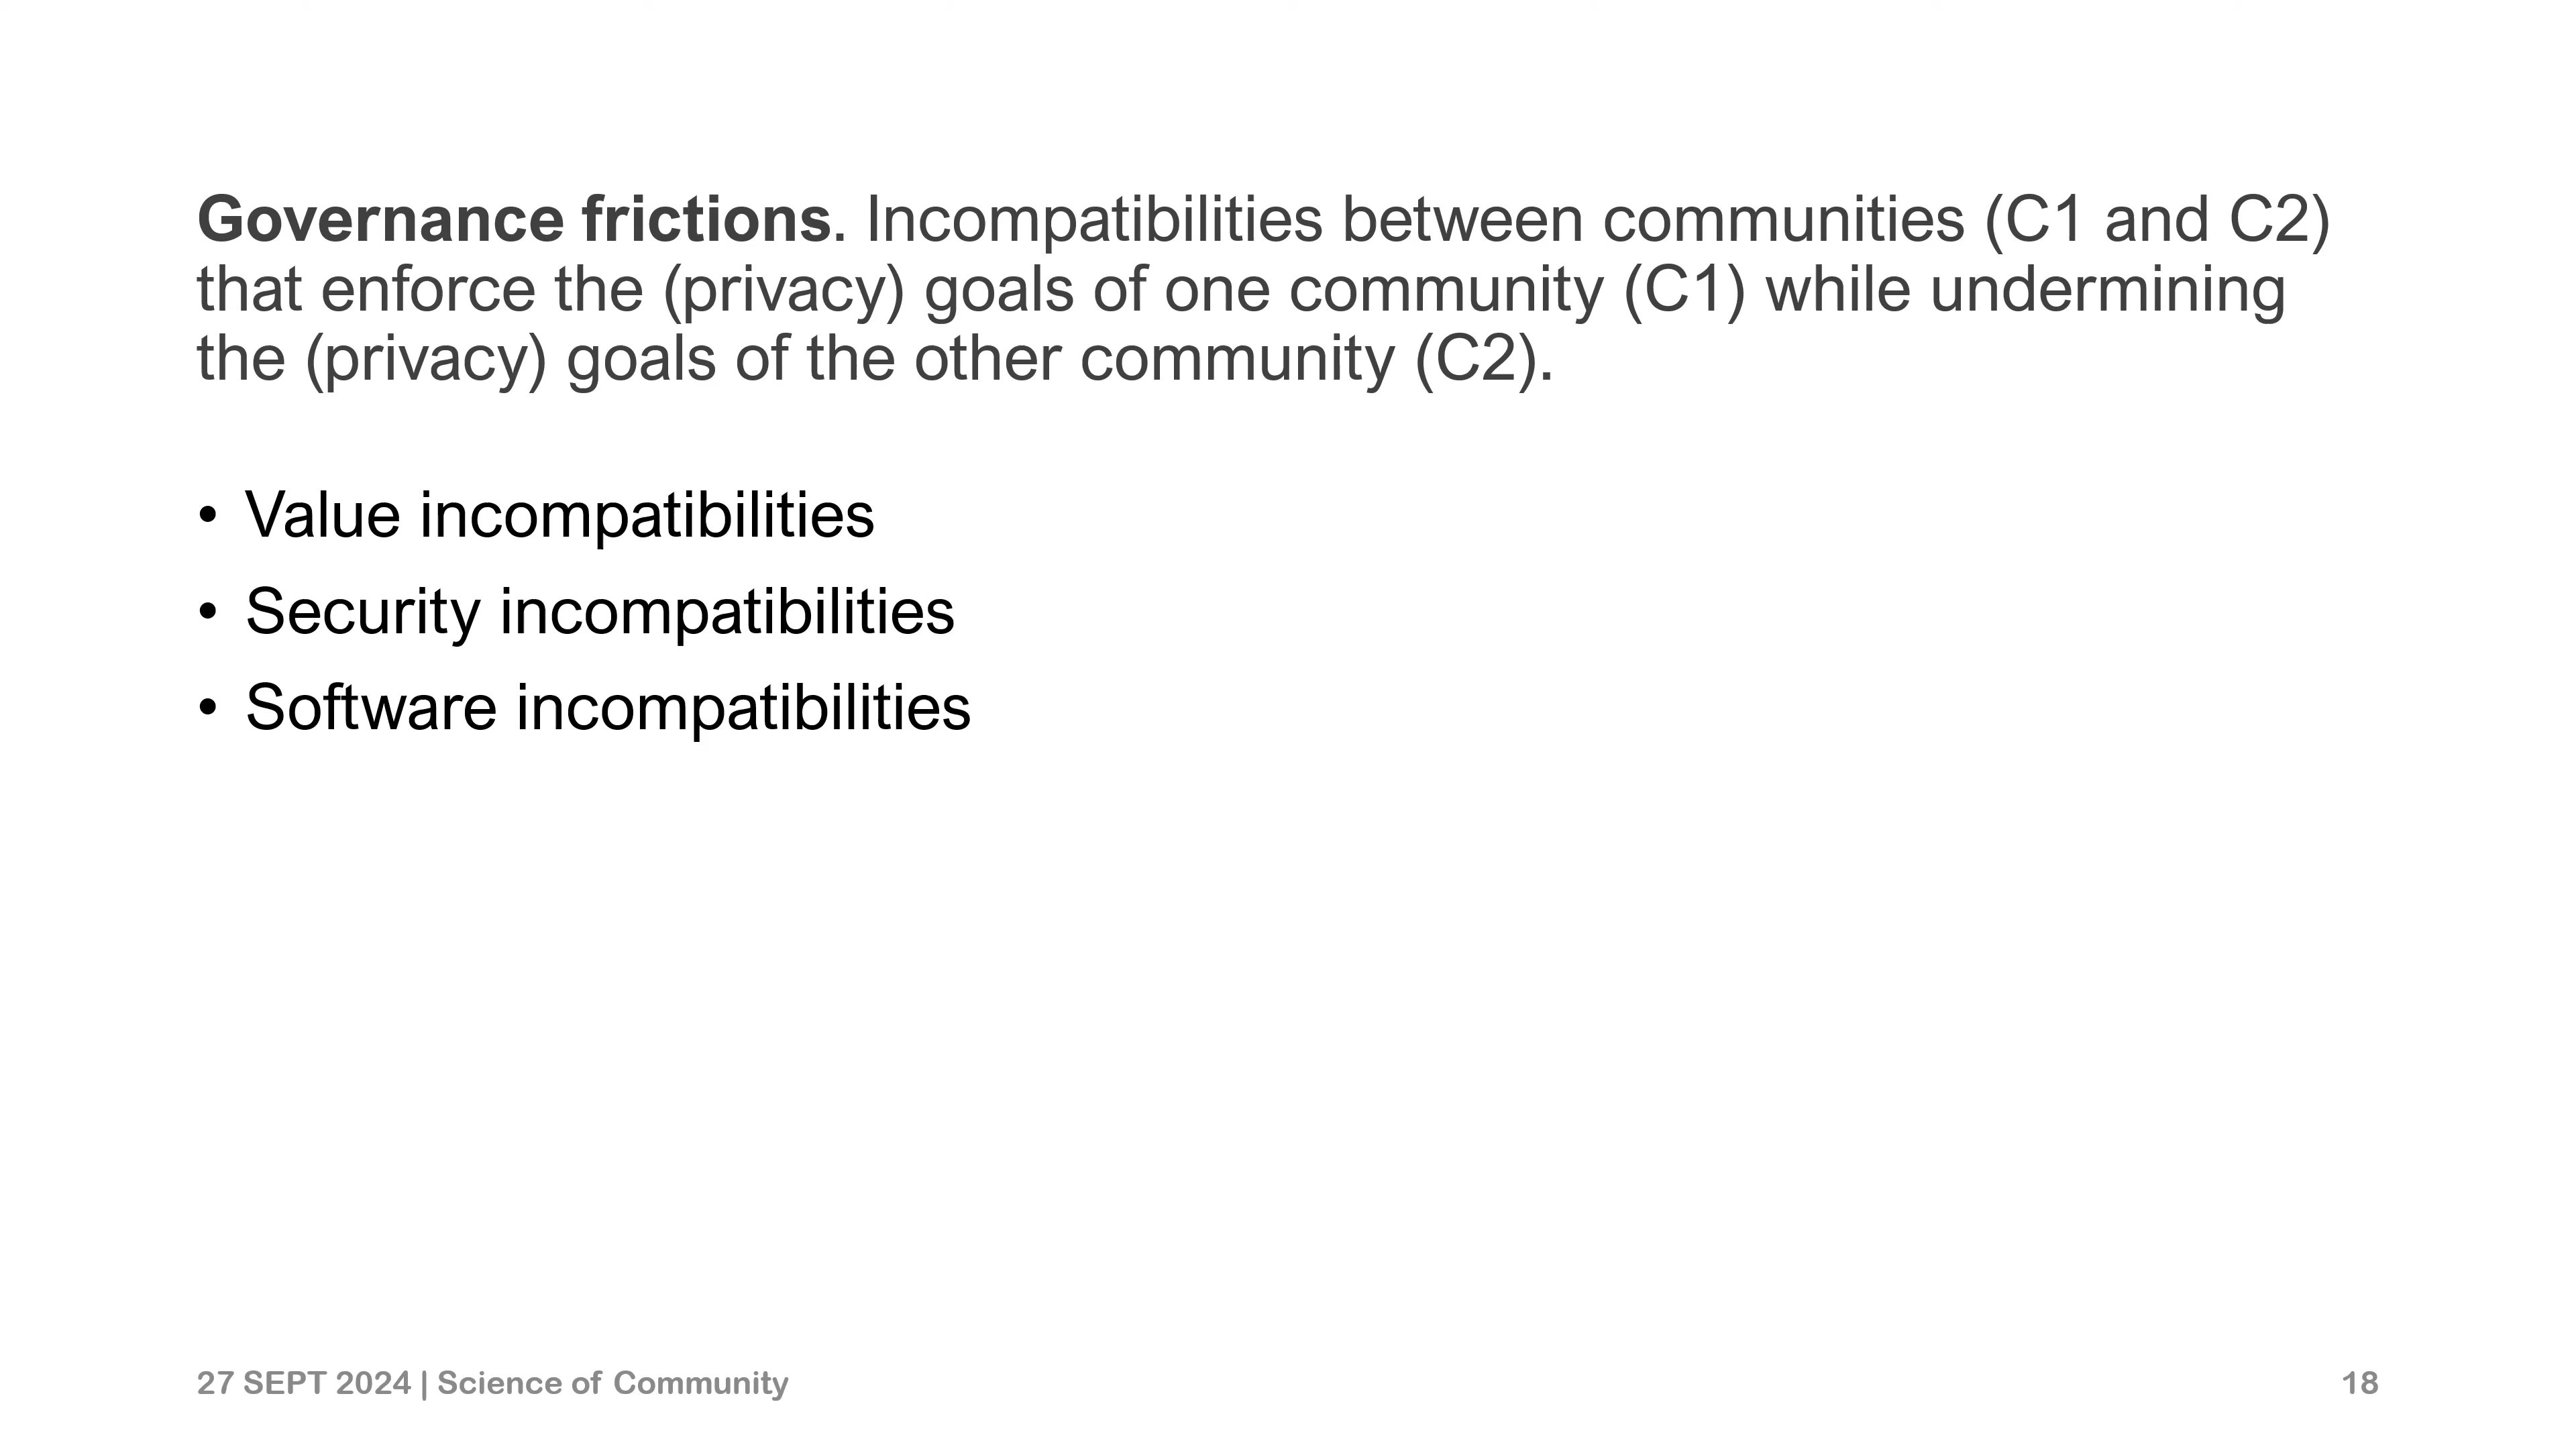 Governance frictions. Incompatibilities between communities (C1 and C2)
that enforce the (privacy) goals of one community (C1) while undermining
the (privacy) goals of the other community (C2).
• Value incompatibilities
• Security incompatibilities
• Software incompatibilities
27 SEPT 2024 | Science of Community
18